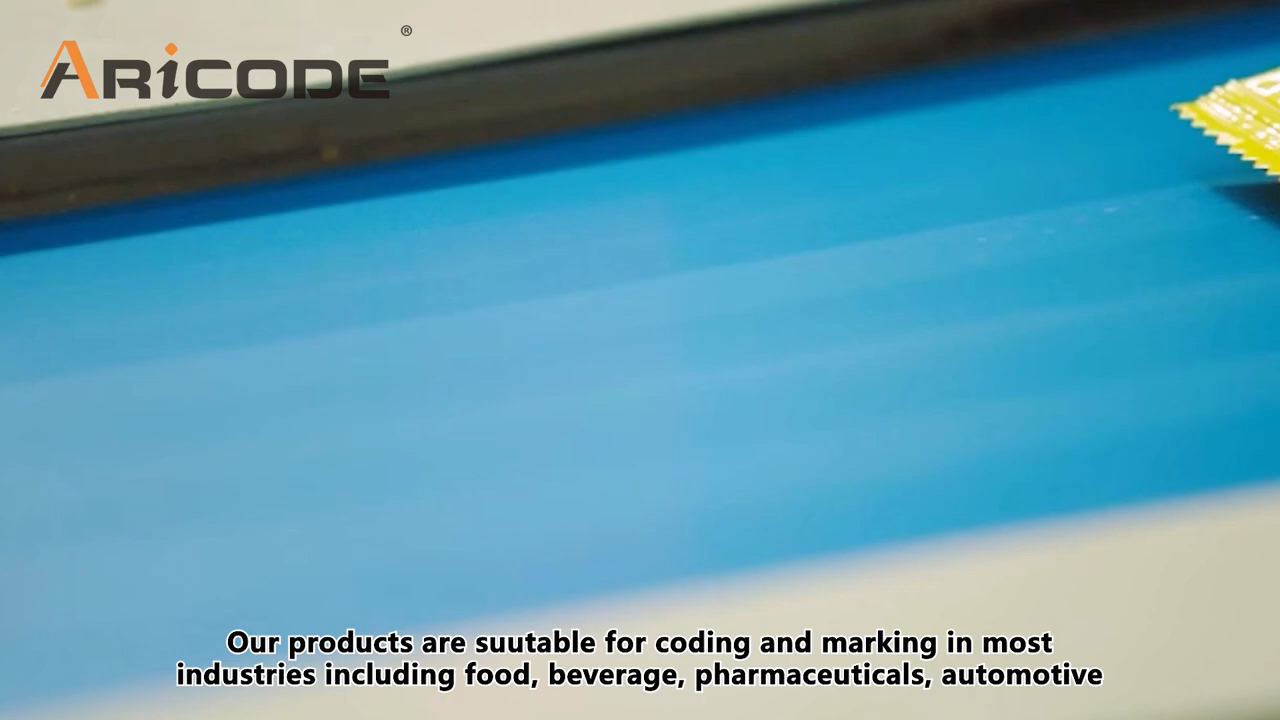 ARiCODE®
Our products are suutable for coding and marking in most
industries including food, beverage, pharmaceuticals, automotive